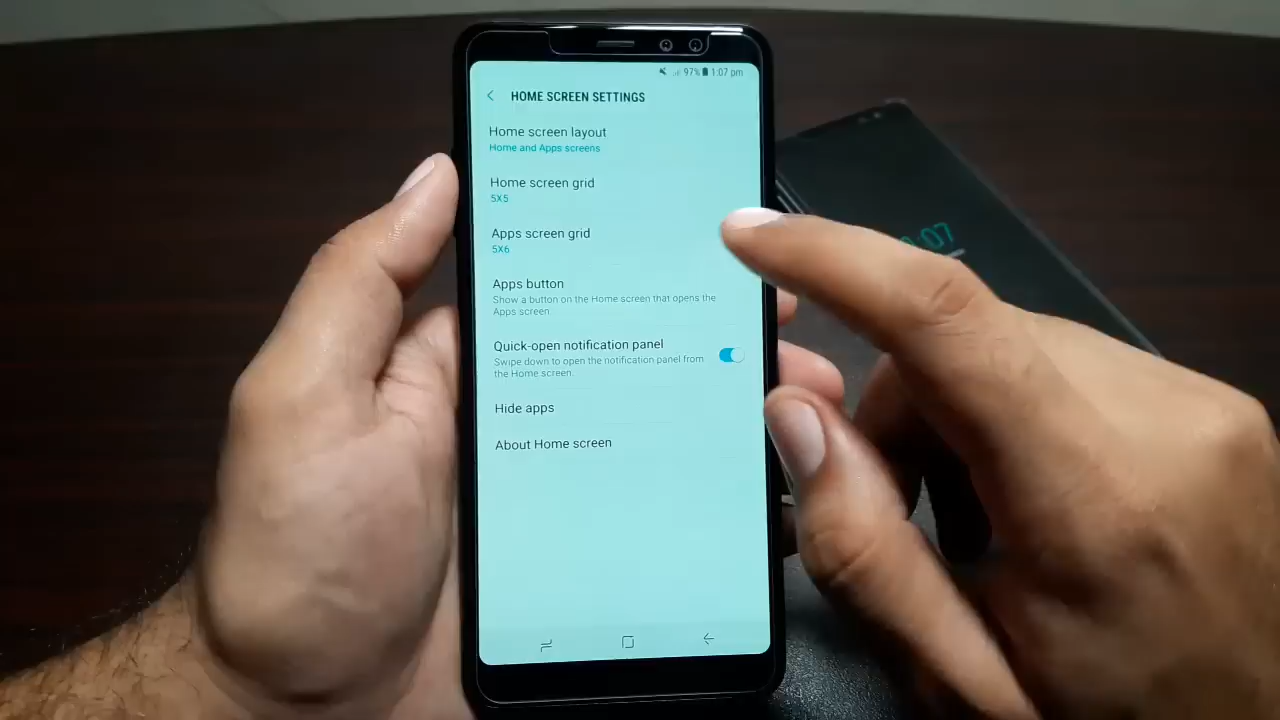 97% 1:07 pm
HOME SCREEN SETTINGS
Home screen layout
Home and Apps screens
Home screen grid
5X5
Apps screen grid
5X6
Apps button
Show a button on the Home screen that opens the
Apps screen
Quick-open notification panel
Swipe down to open the notification panel from
the Home screen.
Hide apps
About Home screen
:07